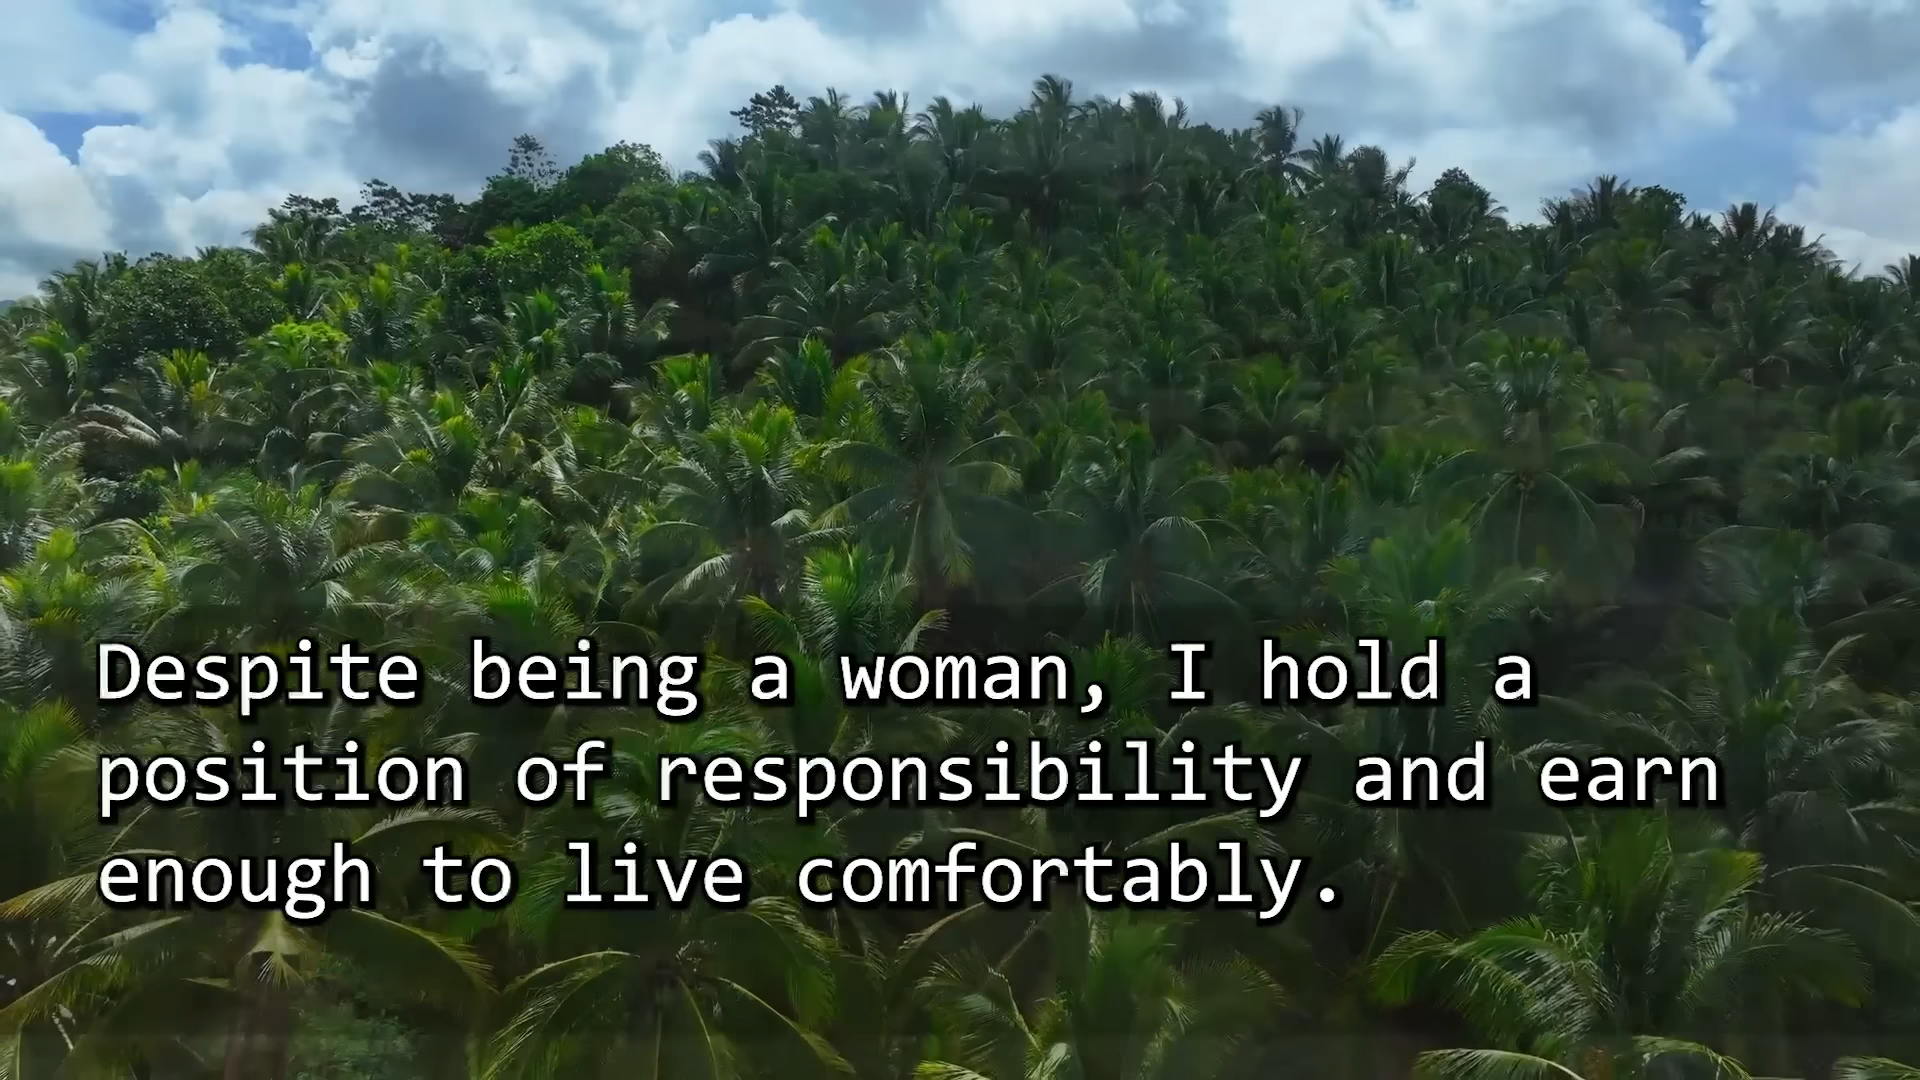 Despite being a woman, I hold a
position of responsibility and earn
enough to live comfortably.